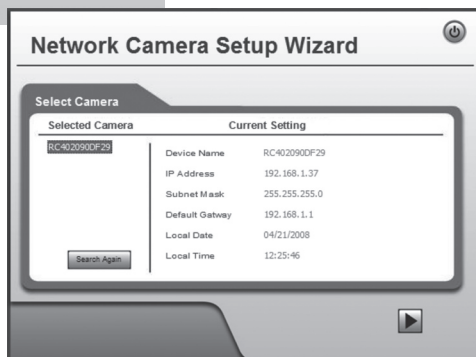 Network Camera Setup Wizard
Select Camera
Selected Camera
Current Setting
RC402090DF29
Device Name RC402090DF29
IP Address 192.168.1.37
Subnet Mask 255.255.255.0
Default Gatway 192.168.1.1
Local Date 04/21/2008
Local Time 12:25:46
Search Again